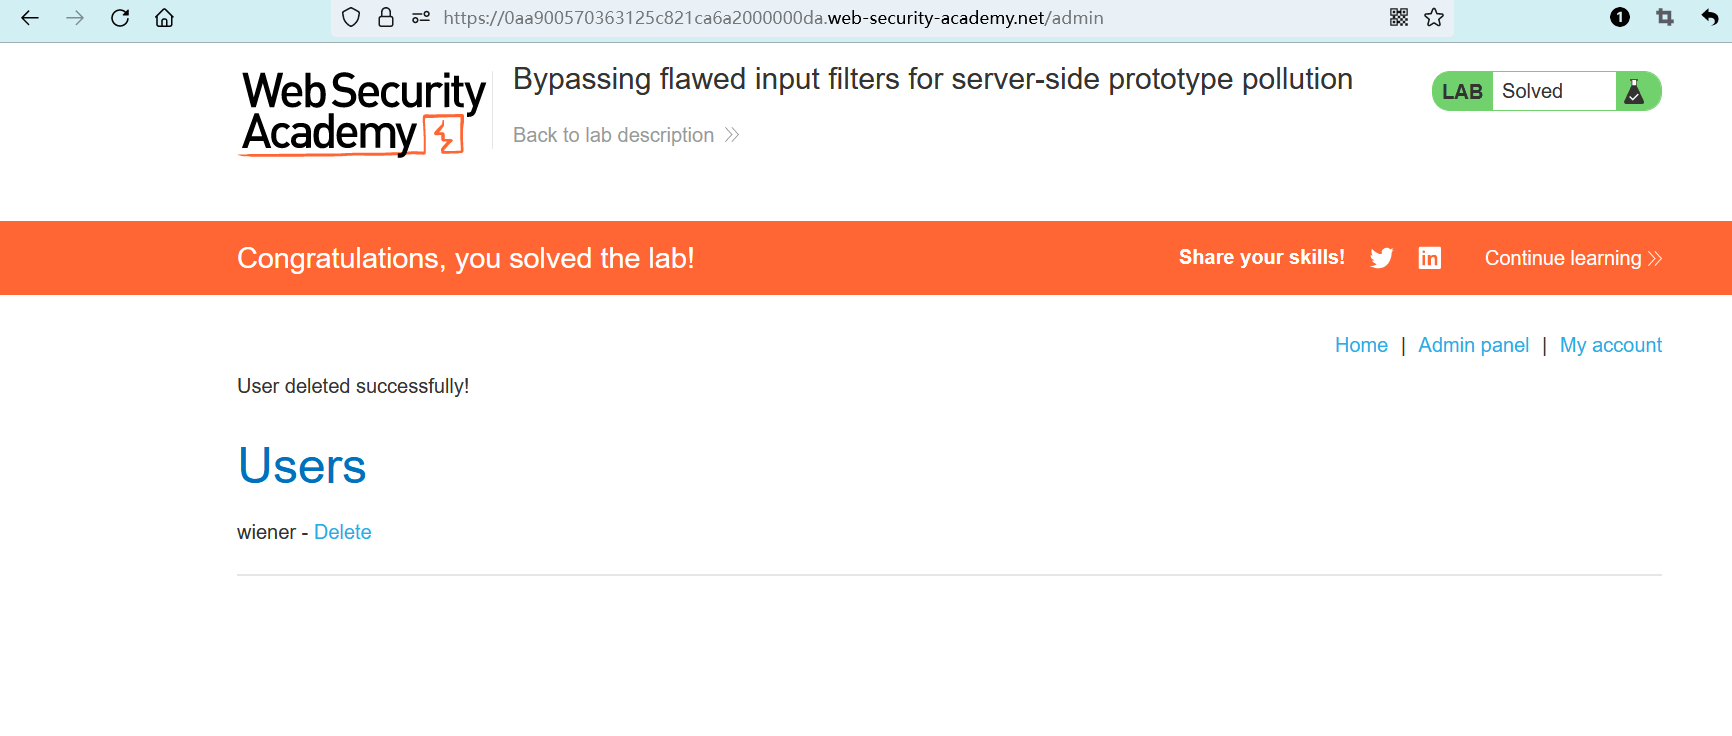 https://0aa900570363125c821ca6a2000000da.web-security-academy.net/admin
1
Web Security
Academy
Bypassing flawed input filters for server-side prototype pollution
Back to lab description
LAB Solved
Congratulations, you solved the lab!
Share your skills!
in
Continue learning
Home | Admin panel | My account
User deleted successfully!
Users
wiener - Delete